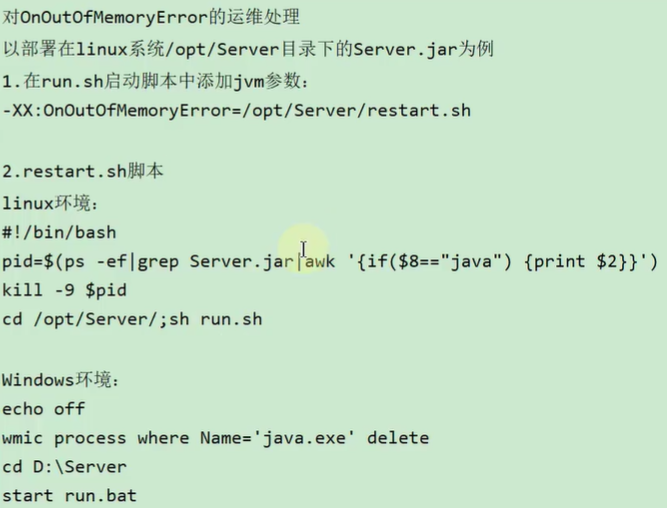 对OnOutOfMemoryError的运维处理
以部署在linux系统/opt/Server目录下的Server.jar为例
1.在run.sh启动脚本中添加jvm参数:
-XX:OnOutOfMemoryError=/opt/Server/restart.sh
2.restart.sh脚本
linux环境:
#!/bin/bash
pid=$(ps -ef|grep Server.jar|awk '{if($8=="java") {print $2}}')
kill -9 $pid
cd /opt/Server/;sh run.sh
Windows环境:
echo off
wmic process where Name='java.exe' delete
cd D:\Server
start run.bat